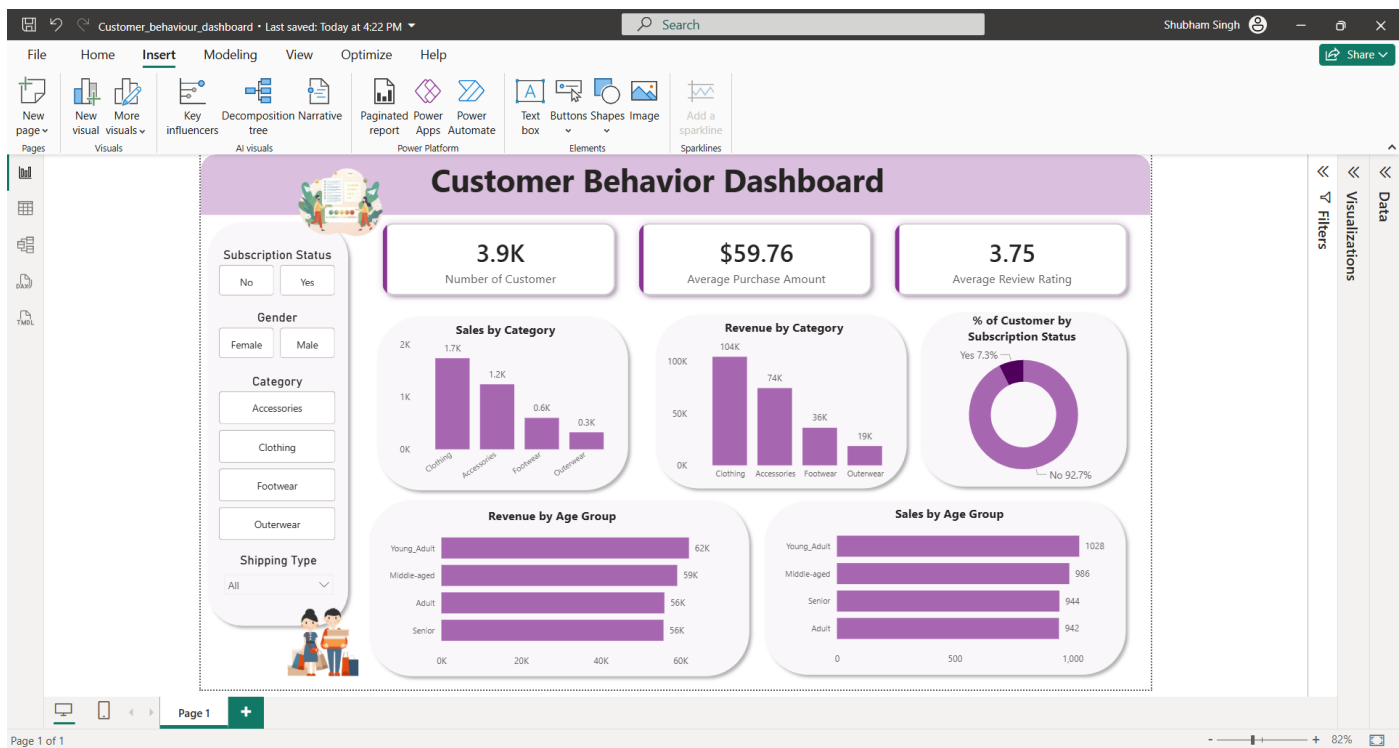 Customer_behaviour_dashboard • Last saved: Today at 4:22 PM
Search
Shubham Singh
File Home Insert Modeling View Optimize Help
Share
New page
New visual
More visuals
Key influencers
Decomposition tree
Narrative
Paginated report
Power Apps
Power Automate
Text box
Buttons
Shapes
Image
Add a sparkline
Pages
Visuals
AI visuals
Power Platform
Elements
Sparklines
DAX
TMDL
Customer Behavior Dashboard
Subscription Status
No
Yes
Gender
Female
Male
Category
Accessories
Clothing
Footwear
Outerwear
Shipping Type
All
3.9K
Number of Customer
$59.76
Average Purchase Amount
3.75
Average Review Rating
Sales by Category
2K
1K
0K
1.7K
1.2K
0.6K
0.3K
Clothing
Accessories
Footwear
Outerwear
Revenue by Category
100K
50K
0K
104K
74K
36K
19K
Clothing
Accessories
Footwear
Outerwear
% of Customer by
Subscription Status
Yes 7.3%
No 92.7%
Revenue by Age Group
Young_Adult 62K
Middle-aged 59K
Adult 56K
Senior 56K
0K 20K 40K 60K
Sales by Age Group
Young_Adult 1028
Middle-aged 986
Senior 944
Adult 942
0 500 1,000
Filters
Visualizations
Data
Page 1
Page 1 of 1
82%